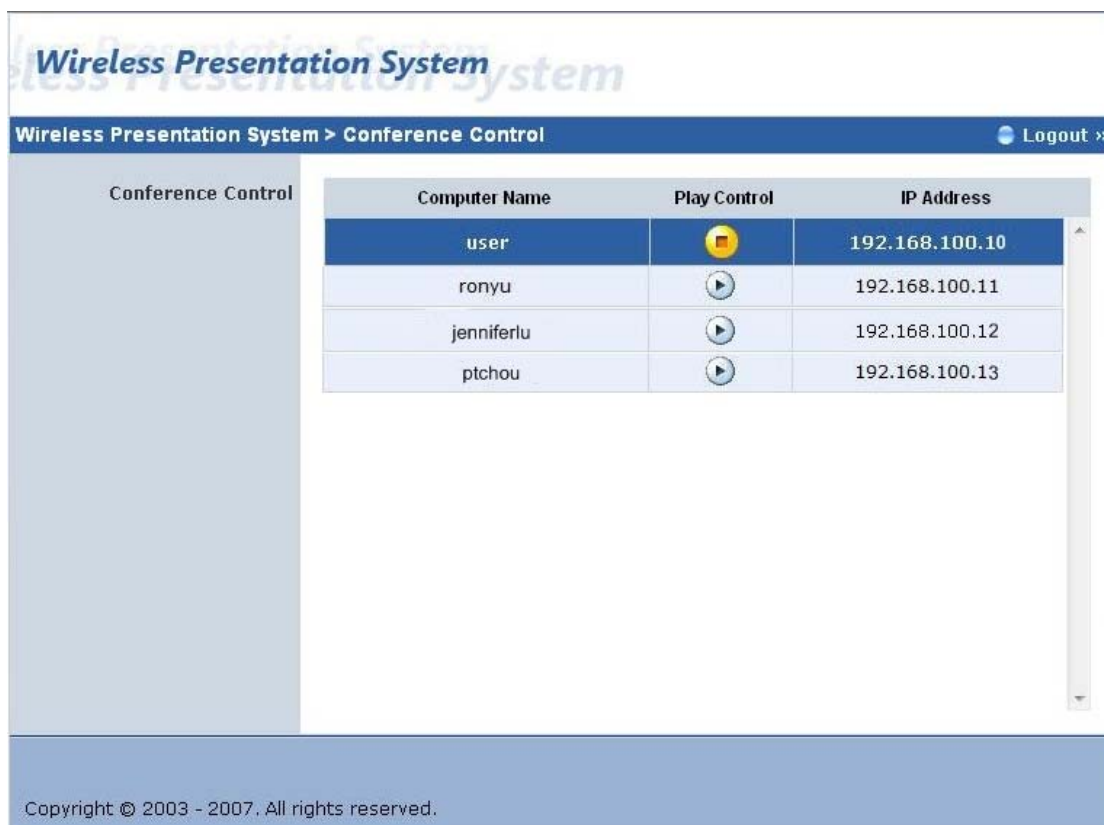 Wireless Presentation System
Wireless Presentation System > Conference Control
Logout »
Conference Control
Computer Name Play Control IP Address
user 192.168.100.10
ronyu 192.168.100.11
jenniferlu 192.168.100.12
ptchou 192.168.100.13
Copyright © 2003 - 2007. All rights reserved.